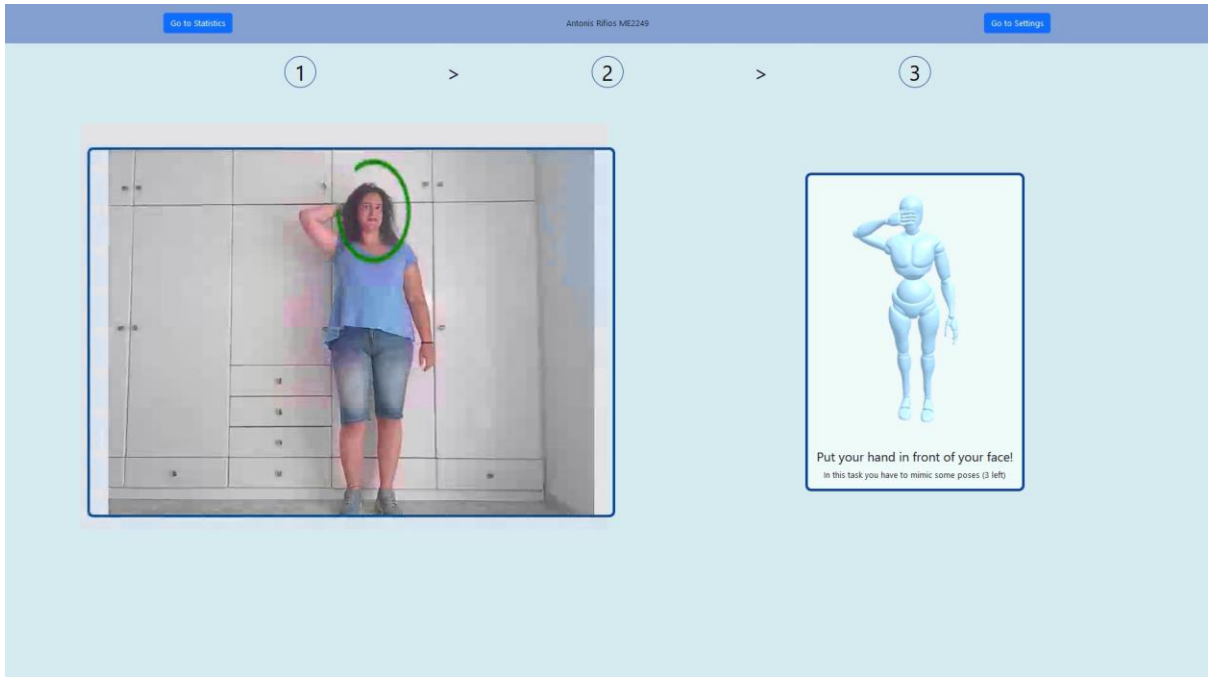 Go to Statistics
Antonis Rifios ME2249
Go to Settings
1 > 2 > 3
Put your hand in front of your face!
In this task you have to mimic some poses (3 left)